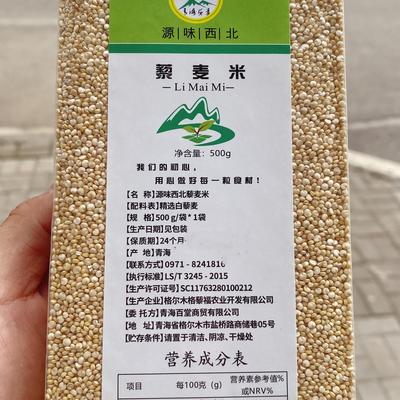 源|味|西|北
藜麦米
—Li Mai Mi—
净含量: 500g
我们的初心,
用心做好每一粒食材!
【名 称】源味西北藜麦米
【配料表】精选白藜麦
【规 格】500 g/袋* 1袋
【生产日期】见包装
【保质期】24个月
【产 地】青海
【联系方式】0971 - 8241816
【执行标准】LS/T 3245 - 2015
【生产许可证号】SC11763280100212
【生产企业】格尔木格藜福农业开发有限公司
【委 托方】青海百堂商贸有限公司
【地 址】青海省格尔木市盐桥路商储巷05号
【贮存条件】请置于清洁、阴凉、干燥处
营养成分表
项目 每100克 (g) 营养素参考值%
或NRV%